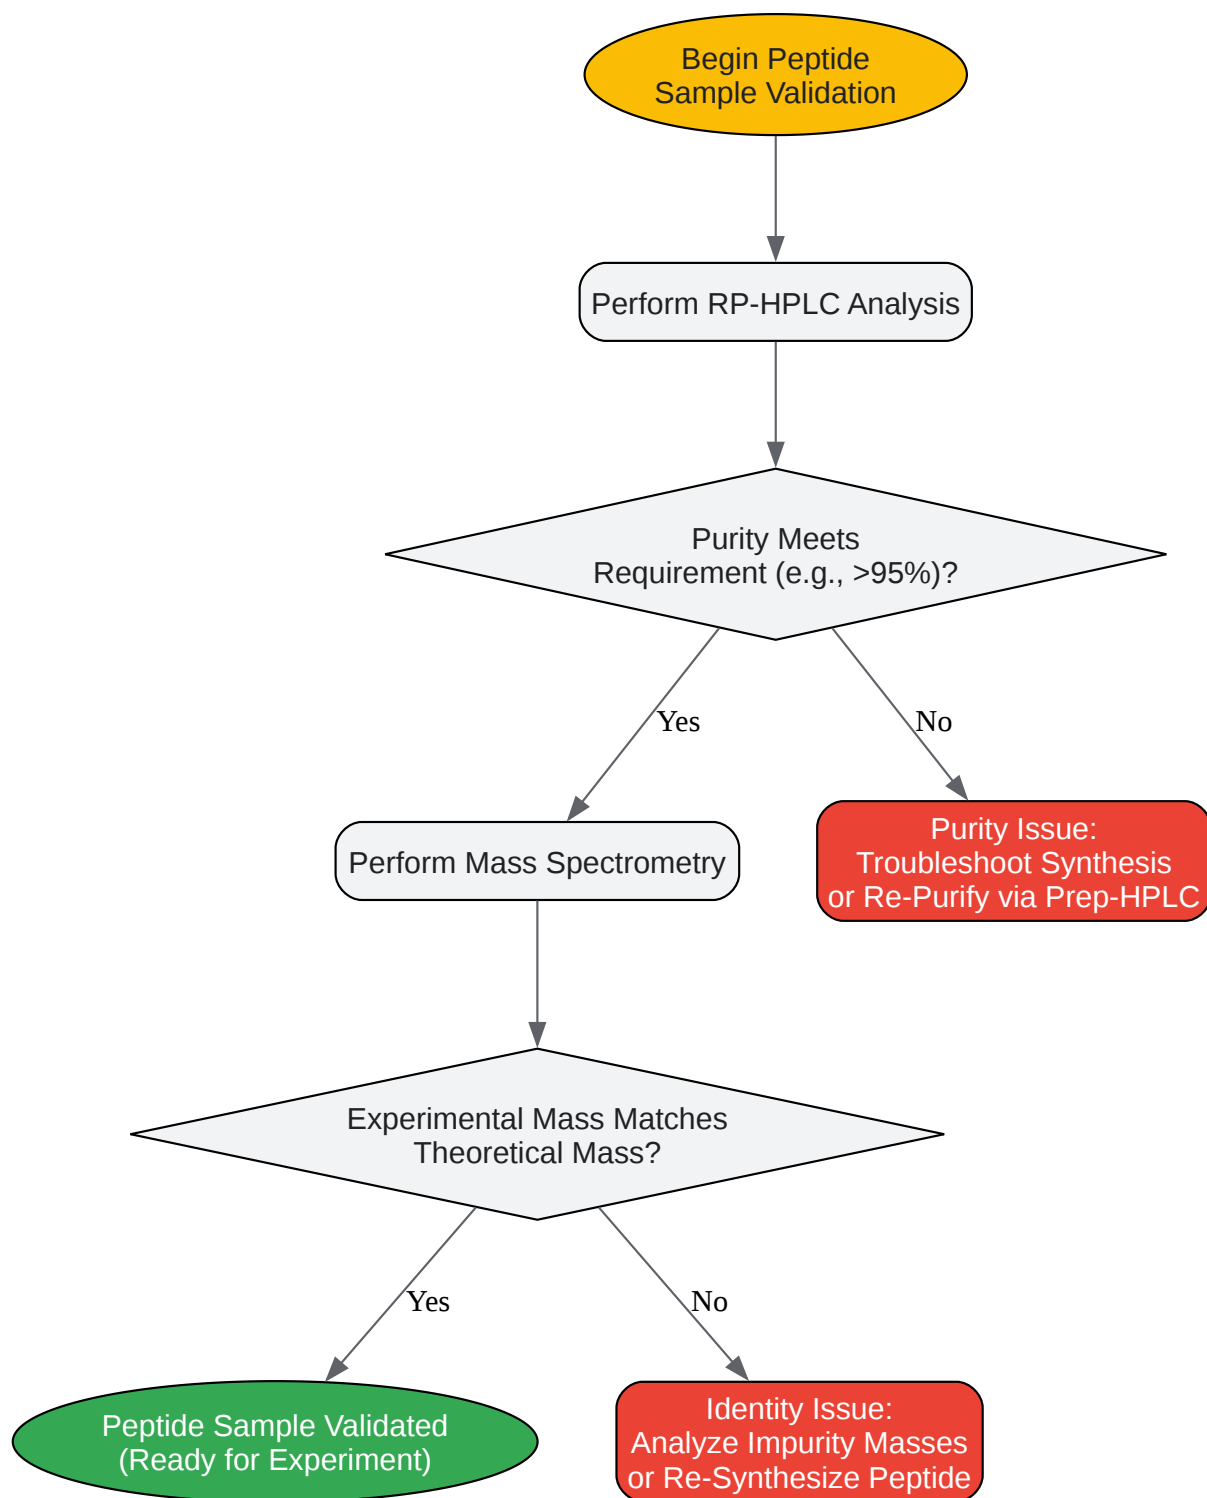 Begin Peptide
Sample Validation
Perform RP-HPLC Analysis
Purity Meets
Requirement (e.g., >95%)?
Yes
No
Perform Mass Spectrometry
Purity Issue:
Troubleshoot Synthesis
or Re-Purify via Prep-HPLC
Experimental Mass Matches
Theoretical Mass?
Yes
No
Peptide Sample Validated
(Ready for Experiment)
Identity Issue:
Analyze Impurity Masses
or Re-Synthesize Peptide